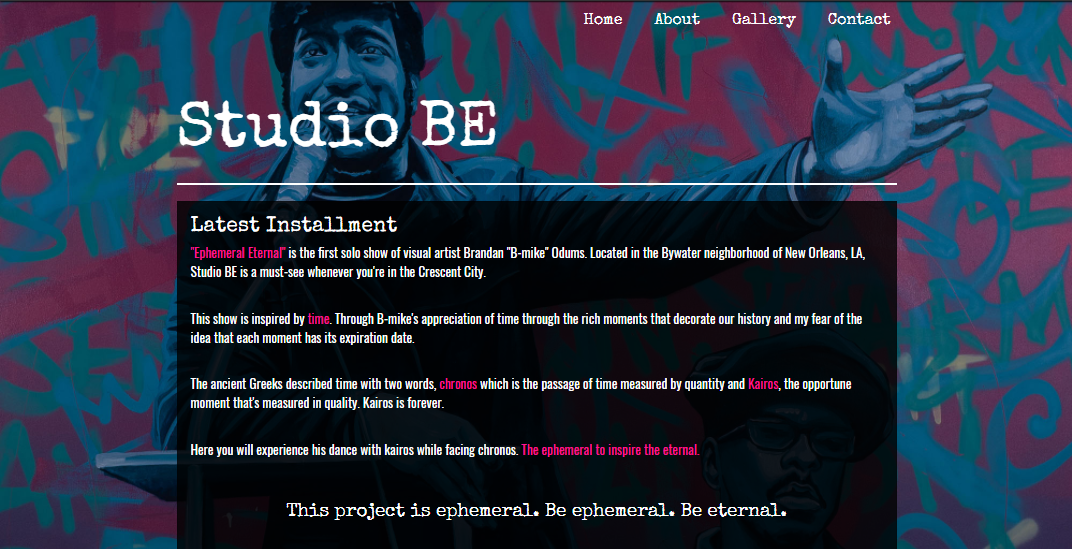 Home About Gallery Contact
Studio BE
Latest Installment
"Ephemeral Eternal" is the first solo show of visual artist Brandan "B-mike" Odums. Located in the Bywater neighborhood of New Orleans, LA,
Studio BE is a must-see whenever you're in the Crescent City.
This show is inspired by time. Through B-mike's appreciation of time through the rich moments that decorate our history and my fear of the
idea that each moment has its expiration date.
The ancient Greeks described time with two words, chronos which is the passage of time measured by quantity and Kairos, the opportune
moment that's measured in quality. Kairos is forever.
Here you will experience his dance with kairos while facing chronos. The ephemeral to inspire the eternal.
This project is ephemeral. Be ephemeral. Be eternal.